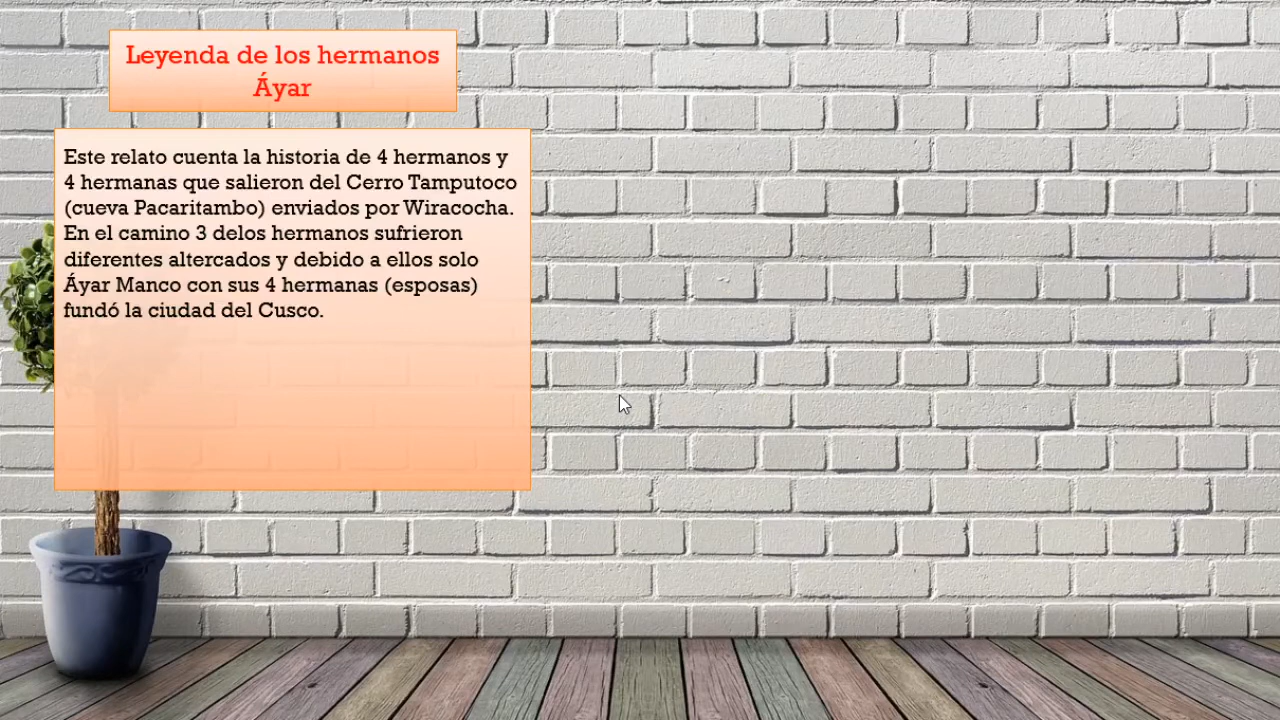 Leyenda de los hermanos
Áyar
Este relato cuenta la historia de 4 hermanos y
4 hermanas que salieron del Cerro Tamputoco
(cueva Pacaritambo) enviados por Wiracocha.
En el camino 3 delos hermanos sufrieron
diferentes altercados y debido a ellos solo
Áyar Manco con sus 4 hermanas (esposas)
fundó la ciudad del Cusco.